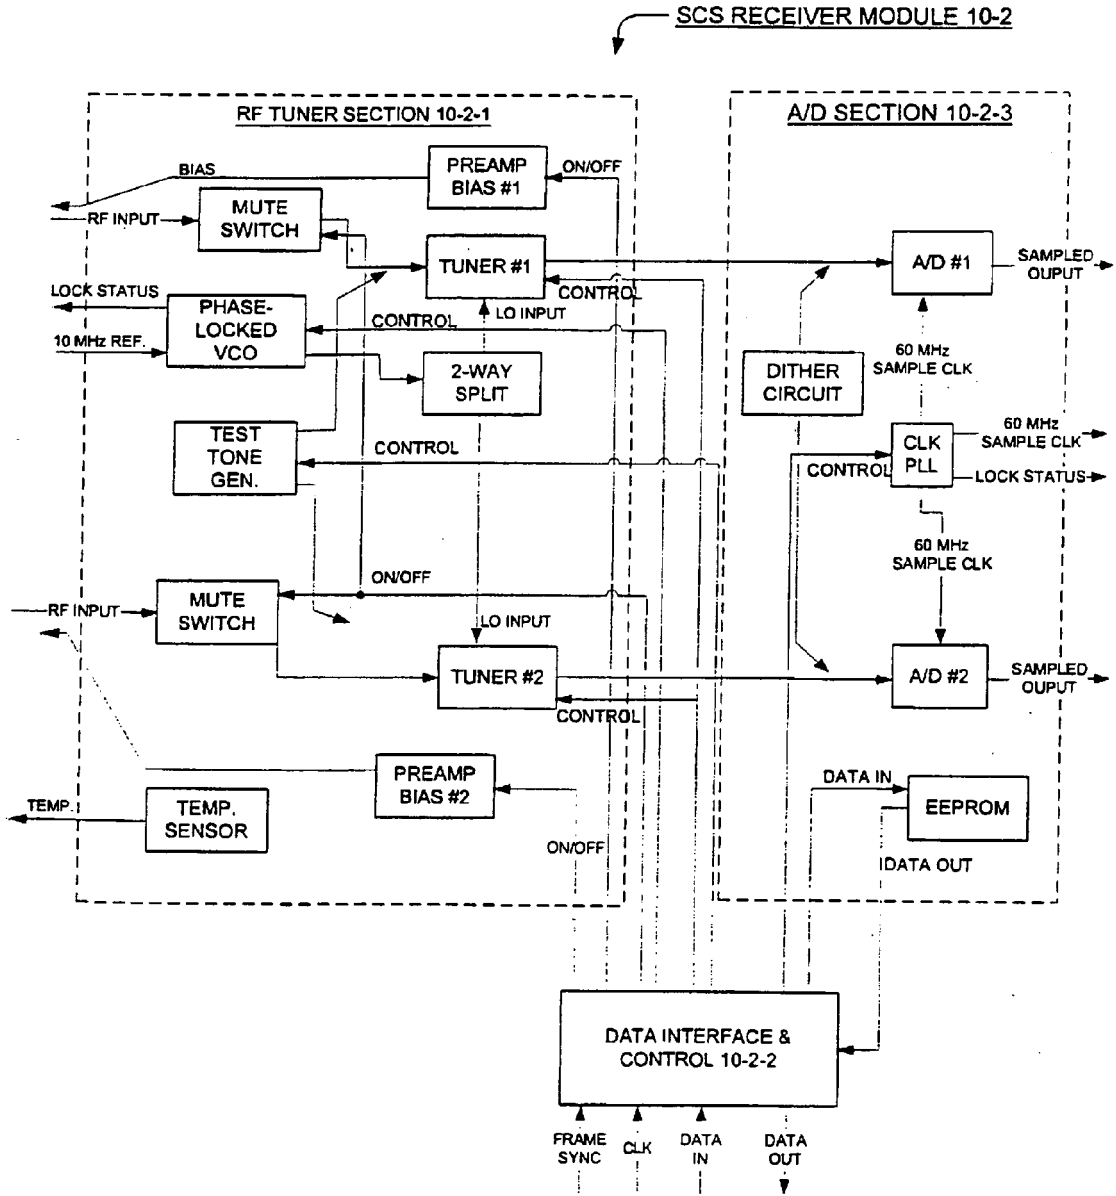 SCS RECEIVER MODULE 10-2
RF TUNER SECTION 10-2-1
A/D SECTION 10-2-3
BIAS
PREAMP
BIAS #1
ON/OFF
RF INPUT
MUTE
SWITCH
TUNER #1
A/D #1
SAMPLED
OUPUT
CONTROL
LOCK STATUS
PHASE-
LOCKED
VCO
CONTROL
LO INPUT
10 MHz REF.
2-WAY
SPLIT
DITHER
CIRCUIT
60 MHz
SAMPLE CLK
TEST
TONE
GEN.
CONTROL
CONTROL
CLK
PLL
60 MHz
SAMPLE CLK
LOCK STATUS
60 MHz
SAMPLE CLK
ON/OFF
RF INPUT
MUTE
SWITCH
LO INPUT
TUNER #2
A/D #2
SAMPLED
OUPUT
CONTROL
PREAMP
BIAS #2
DATA IN
EEPROM
TEMP.
TEMP.
SENSOR
ON/OFF
DATA OUT
DATA INTERFACE &
CONTROL 10-2-2
FRAME
SYNC
CLK
DATA
IN
DATA
OUT